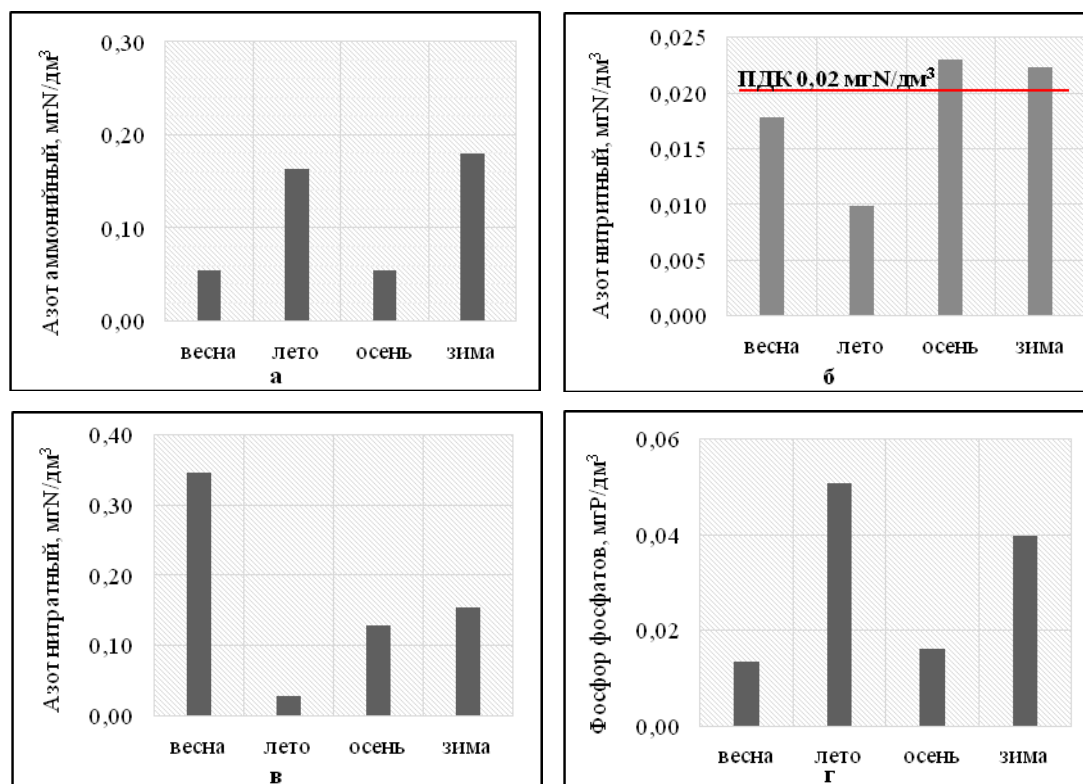 Азот аммонийный, мгN/дм³
0,30
0,20
0,10
0,00
весна лето осень зима
а
Азот нитритный, мгN/дм³
0,025
0,020
0,015
0,010
0,005
0,000
ПДК 0,02 мгN/дм³
весна лето осень зима
б
Азот нитратный, мгN/дм³
0,40
0,30
0,20
0,10
0,00
весна лето осень зима
в
Фосфор фосфатов, мгP/дм³
0,06
0,04
0,02
0,00
весна лето осень зима
г